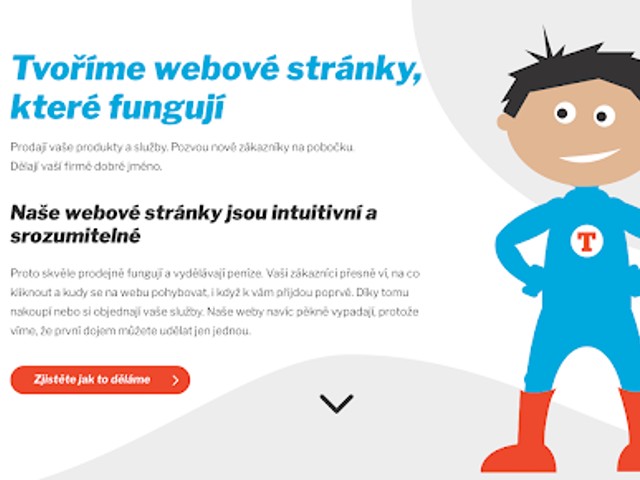 Tvoříme webové stránky,
které fungují
Prodají vaše produkty a služby. Pozvou nové zákazníky na pobočku.
Dělají vaší firmě dobré jméno.
Naše webové stránky jsou intuitivní a
srozumitelné
Proto skvěle prodejně fungují a vydělávají peníze. Vaši zákazníci přesně ví, na co
kliknout a kudy se na webu pohybovat, i když k vám přijdou poprvé. Díky tomu
nakoupí nebo si objednají vaše služby. Naše weby navíc pěkně vypadají, protože
víme, že první dojem můžete udělat jen jednou.
Zjistěte jak to děláme
T